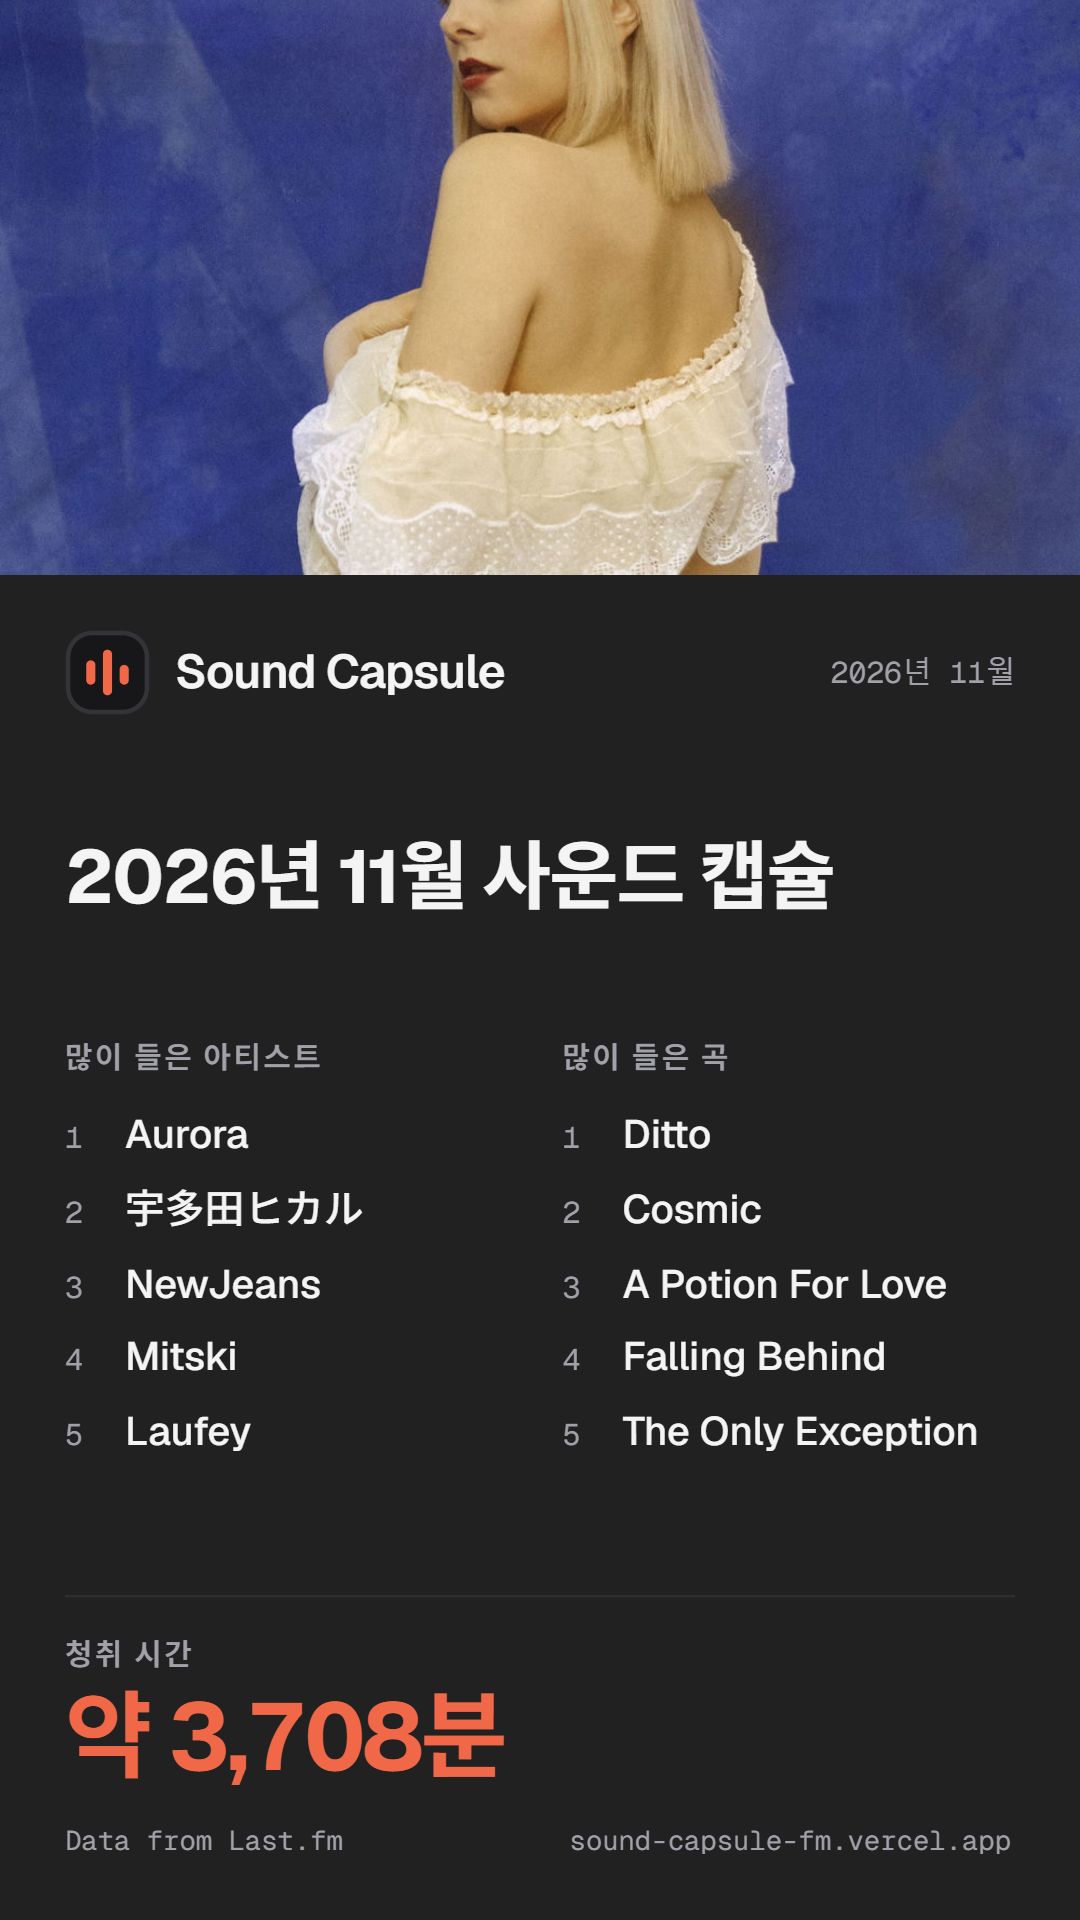 Sound Capsule
2026년 11월
2026년 11월 사운드 캡슐
많이 들은 아티스트
1 Aurora
2 宇多田ヒカル
3 NewJeans
4 Mitski
5 Laufey
많이 들은 곡
1 Ditto
2 Cosmic
3 A Potion For Love
4 Falling Behind
5 The Only Exception
청취 시간
약 3,708분
Data from Last.fm
sound-capsule-fm.vercel.app